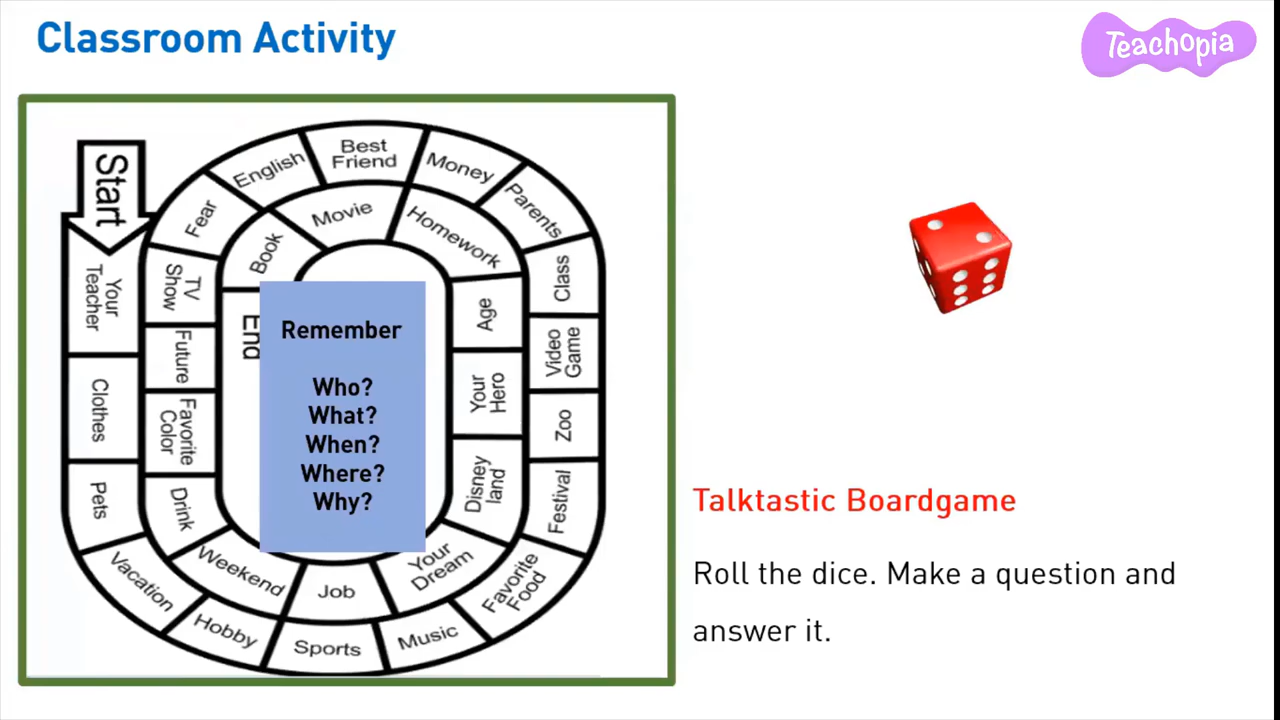 Classroom Activity
Teachopia
Start
Your
Teacher
Clothes
Pets
Vacation
Hobby
Sports
Music
Favorite
Food
Festival
Zoo
Video
Game
Class
Parents
Money
Best
Friend
English
Fear
TV
Show
Future
Favorite
Color
Drink
Weekend
Job
Your
Dream
Disney
land
Your
Hero
Age
Homework
Movie
Book
End
Remember
Who?
What?
When?
Where?
Why?
Talktastic Boardgame
Roll the dice. Make a question and
answer it.